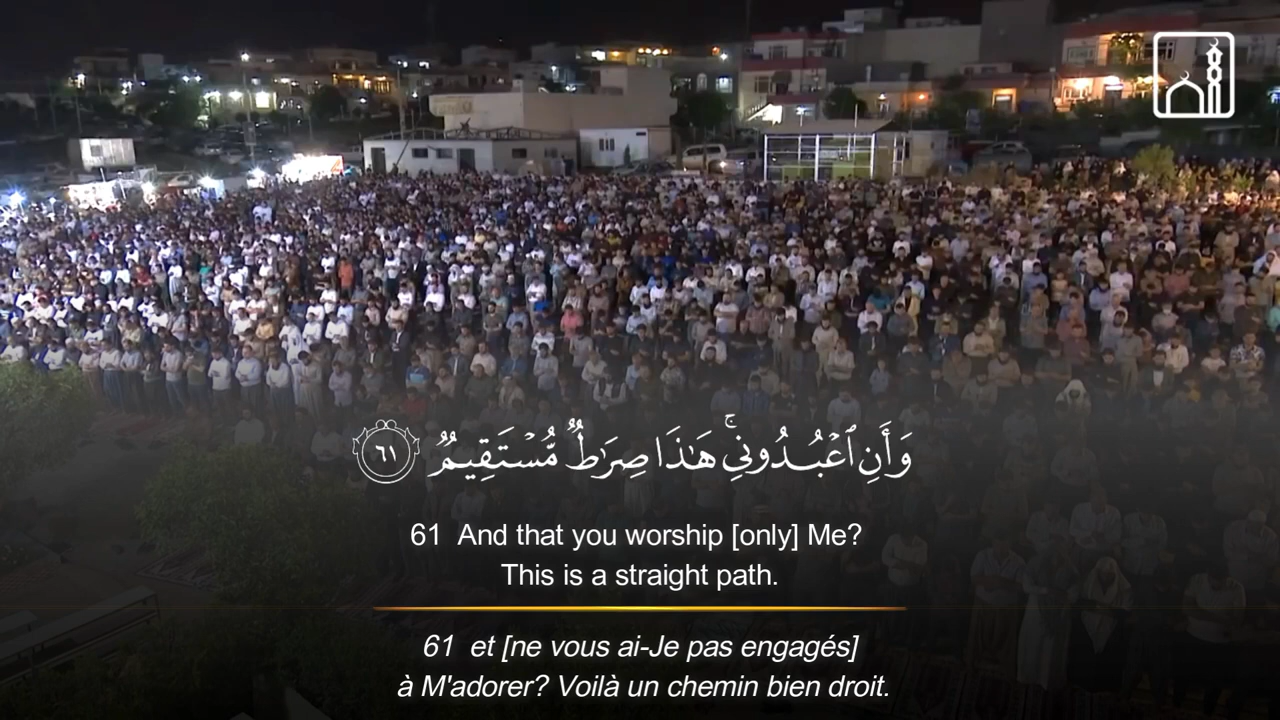 وَأَنِ ٱعۡبُدُونِيۚ هَٰذَا صِرَٰطٞ مُّسۡتَقِيمٞ ٦١
61 And that you worship [only] Me?
This is a straight path.
61 et [ne vous ai-Je pas engagés]
à M'adorer? Voilà un chemin bien droit.